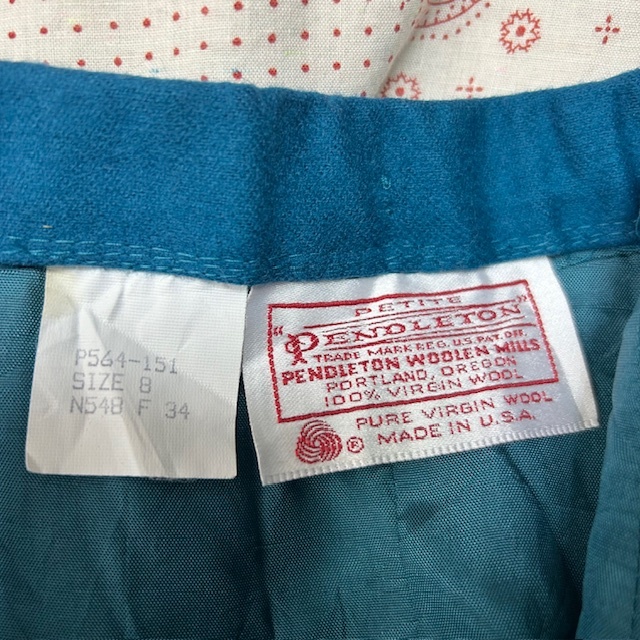 P564-151
SIZE 8
N548 F 34
PETITE
"PENDLETON"
TRADE MARK REG. U.S. PAT. OFF.
PENDLETON WOOLEN MILLS
PORTLAND, OREGON
100% VIRGIN WOOL
PURE VIRGIN WOOL
® MADE IN U.S.A.